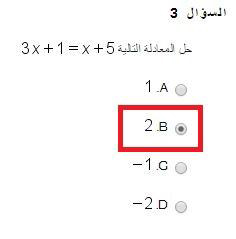 السؤال 3
حل المعادلة التالية 3x+1=x+5
1 .A
2 .B
−1 .C
−2 .D